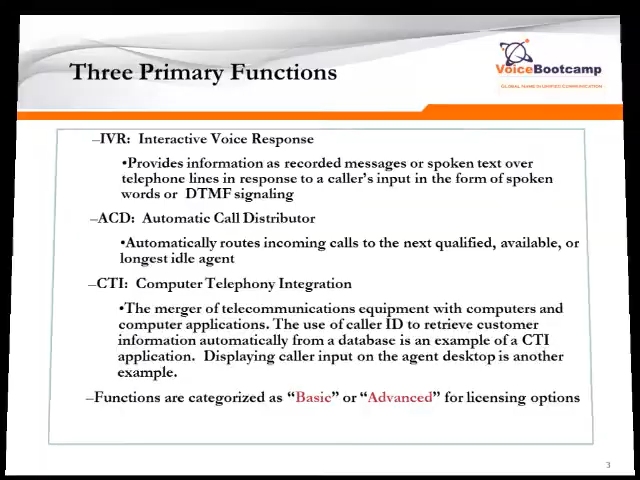 Three Primary Functions
VoiceBootcamp
GLOBAL NAME IN UNIFIED COMMUNICATION
–IVR: Interactive Voice Response
•Provides information as recorded messages or spoken text over
telephone lines in response to a caller's input in the form of spoken
words or DTMF signaling
–ACD: Automatic Call Distributor
•Automatically routes incoming calls to the next qualified, available, or
longest idle agent
–CTI: Computer Telephony Integration
•The merger of telecommunications equipment with computers and
computer applications. The use of caller ID to retrieve customer
information automatically from a database is an example of a CTI
application. Displaying caller input on the agent desktop is another
example.
–Functions are categorized as “Basic” or “Advanced” for licensing options
3